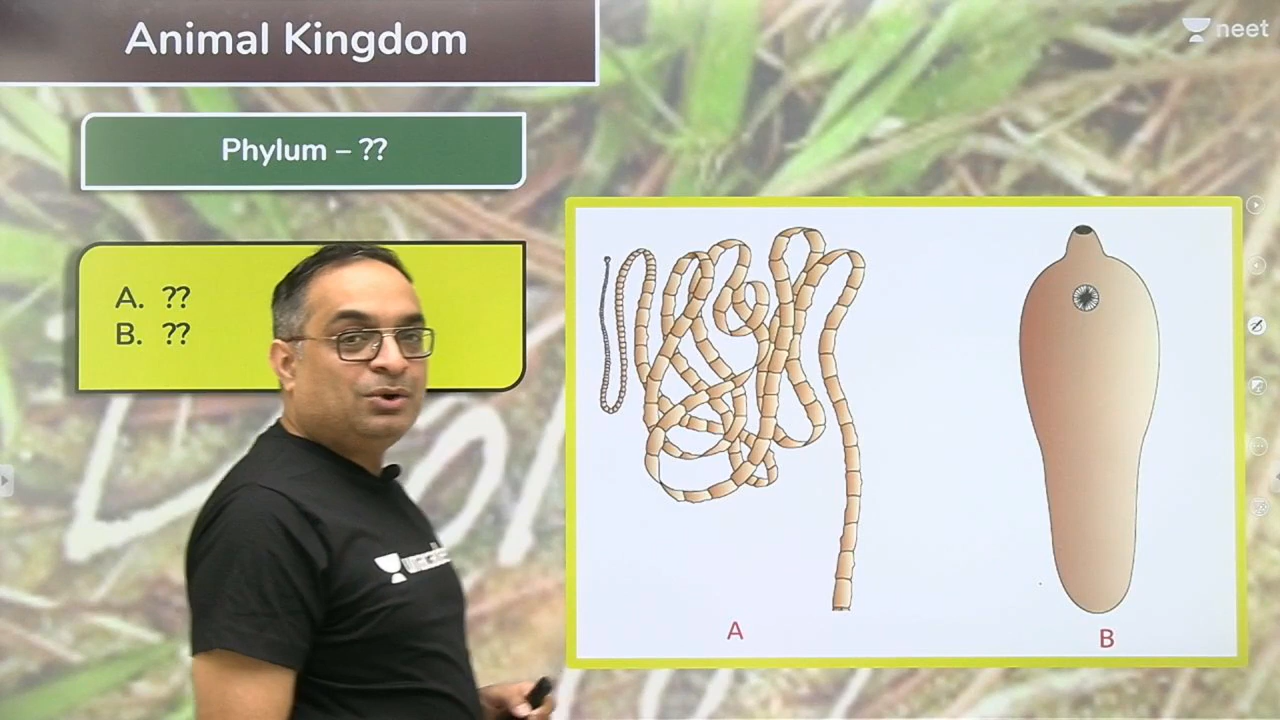 Animal Kingdom
neet
Phylum – ??
A. ??
B. ??
A
B